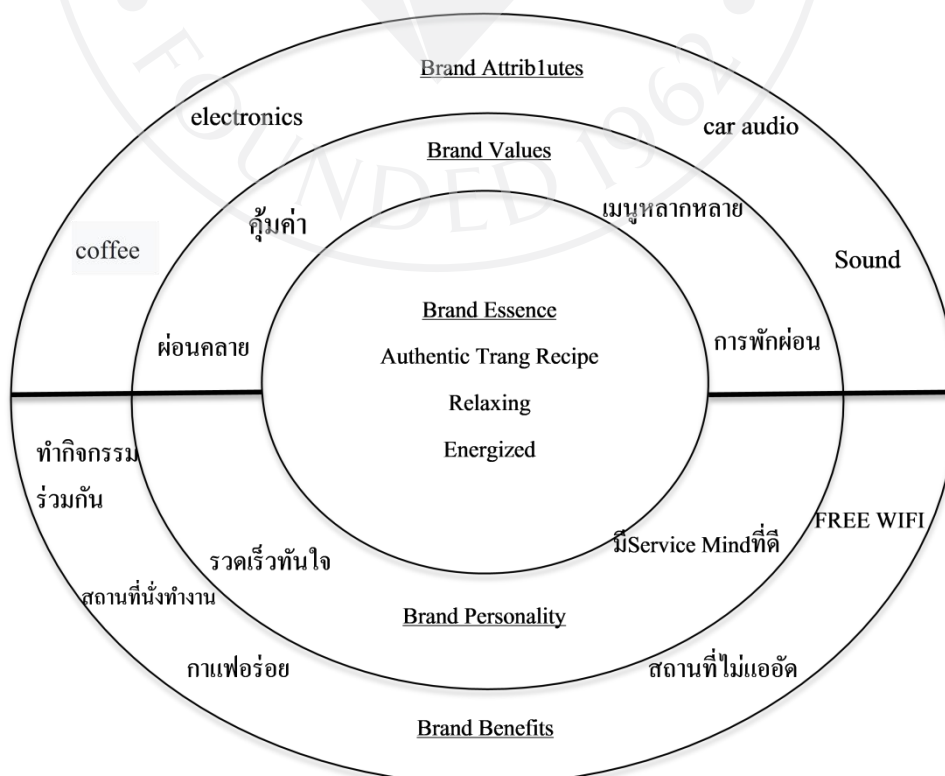 FOUNDED 1962
Brand Attrib1utes
electronics
car audio
Brand Values
คุ้มค่า
เมนูหลากหลาย
coffee
Sound
Brand Essence
ผ่อนคลาย
การพักผ่อน
Authentic Trang Recipe
Relaxing
Energized
ทำกิจกรรม
ร่วมกัน
FREE WIFI
รวดเร็วทันใจ
มีService Mindที่ดี
สถานที่นั่งทำงาน
Brand Personality
กาแฟอร่อย
สถานที่ไม่แออัด
Brand Benefits